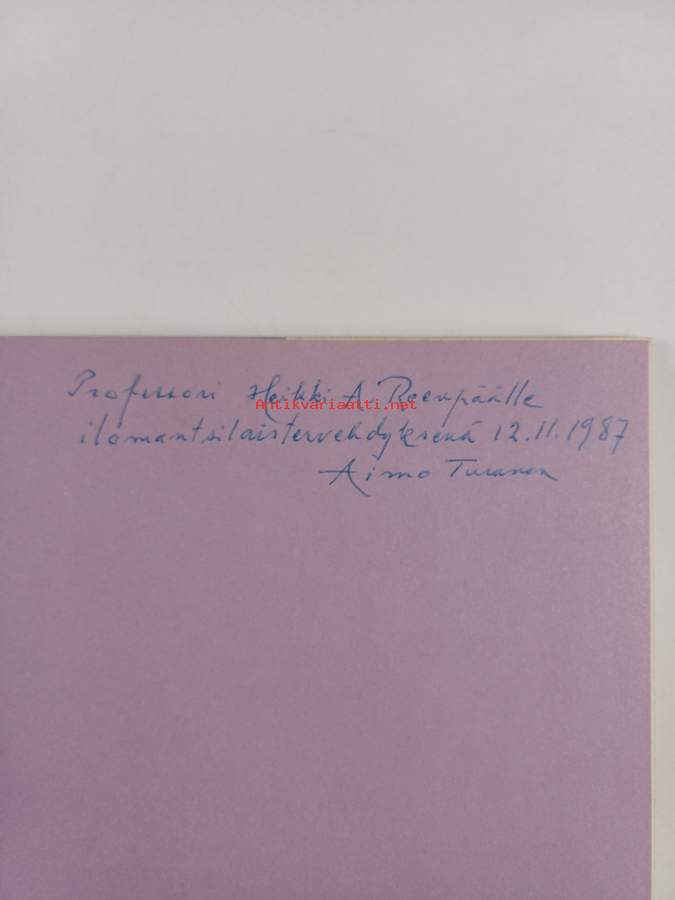 Professori Heikki A Reenpäälle
Antikvariaatti.net
ilomantsilaistervehdyksenä 12.11.1987
Aimo Turunen